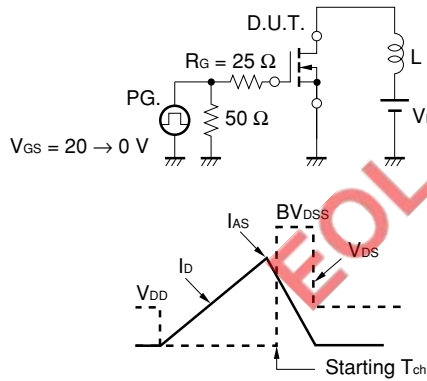 D.U.T.
RG = 25 Ω
L
PG.
50 Ω
VGS = 20 → 0 V
BVDSS
IAS
ID
VDS
VDD
Starting Tch
EOL